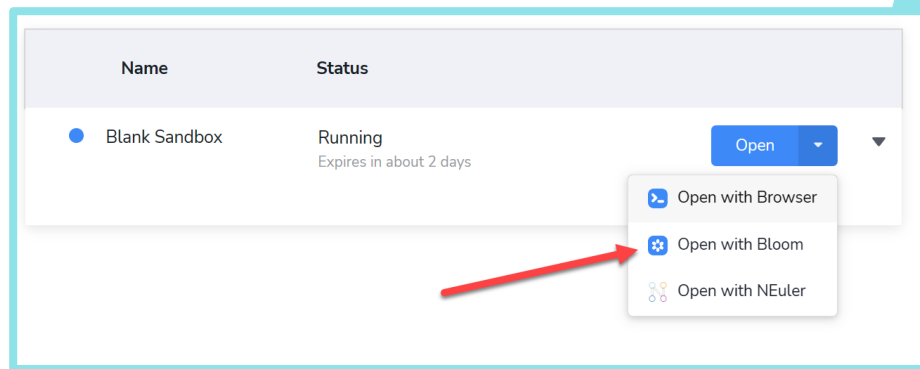 Name Status
Blank Sandbox Running Open
Expires in about 2 days
Open with Browser
Open with Bloom
Open with NEuler